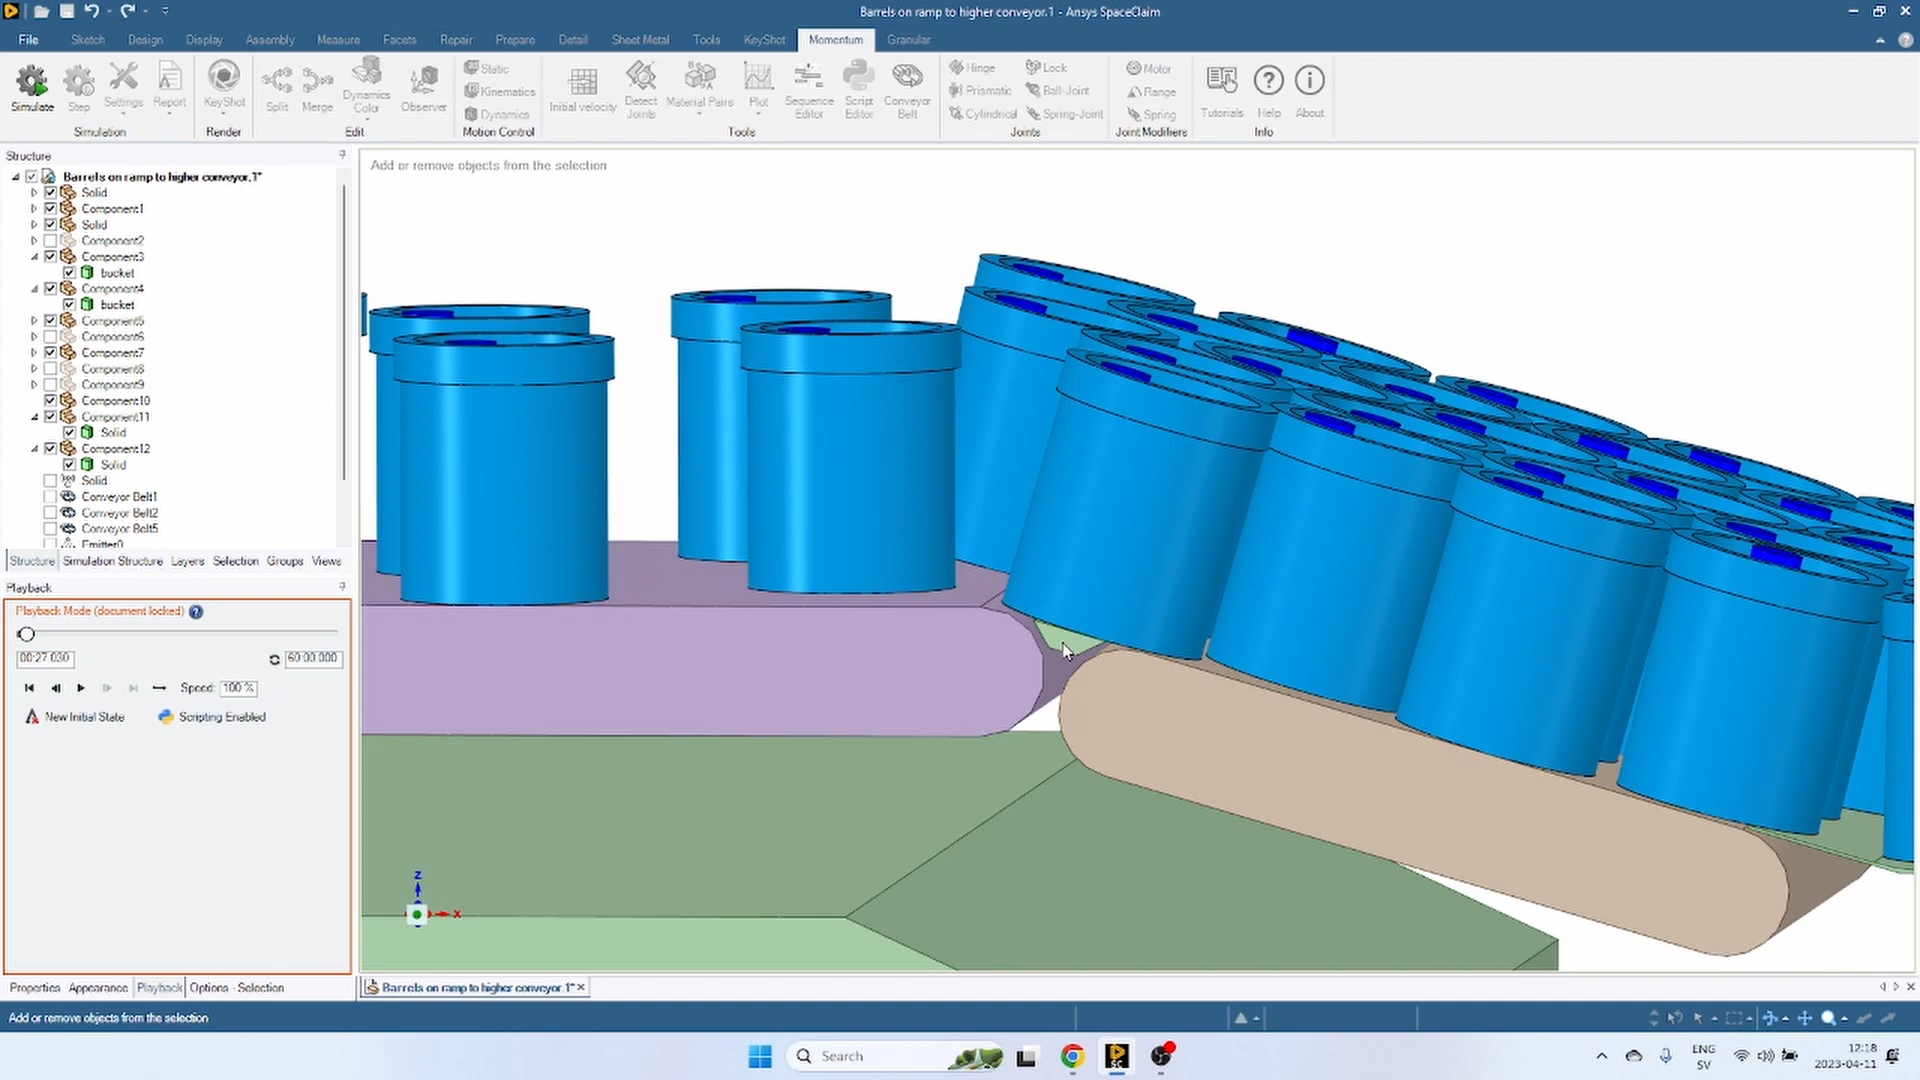 Barrels on ramp to higher conveyor.1 - Ansys SpaceClaim
File Sketch Design Display Assembly Measure Facets Repair Prepare Detail Sheet Metal Tools KeyShot Momentum Granular
Simulate Step Settings Report
Simulation
KeyShot
Render
Split Merge Dynamics Color Observer
Edit
Static
Kinematics
Dynamics
Motion Control
Initial velocity Detect Joints Material Pairs Plot Sequence Editor Script Editor Conveyor Belt
Tools
Hinge Lock
Prismatic Ball-Joint
Cylindrical Spring-Joint
Joints
Motor
Range
Spring
Joint Modifiers
Tutorials Help About
Info
Structure
Barrels on ramp to higher conveyor.1*
Solid
Component1
Solid
Component2
Component3
bucket
Component4
bucket
Component5
Component6
Component7
Component8
Component9
Component10
Component11
Solid
Component12
Solid
Solid
Conveyor Belt1
Conveyor Belt2
Conveyor Belt5
Emitter0
Structure Simulation Structure Layers Selection Groups Views
Playback
Playback Mode (document locked)
00:27.030 60:00.000
Speed: 100 %
New Initial State Scripting Enabled
Properties Appearance Playback Options - Selection
Add or remove objects from the selection
Z
X
Barrels on ramp to higher conveyor.1*
Add or remove objects from the selection
Search
SC
ENG
SV
12:18
2023-04-11